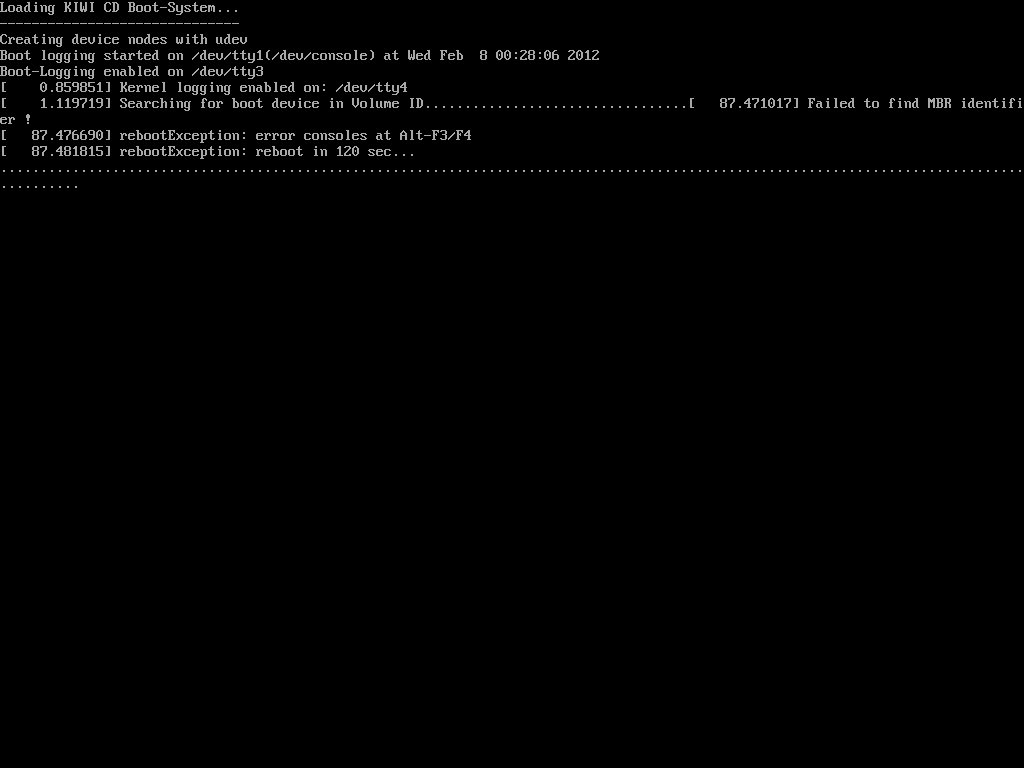 Loading KIWI CD Boot-System...
------------------------------
Creating device nodes with udev
Boot logging started on /dev/tty1(/dev/console) at Wed Feb  8 00:28:06 2012
Boot-Logging enabled on /dev/tty3
[    0.859851] Kernel logging enabled on: /dev/tty4
[    1.119719] Searching for boot device in Volume ID.................................[   87.471017] Failed to find MBR identifi
er !
[   87.476690] rebootException: error consoles at Alt-F3/F4
[   87.481815] rebootException: reboot in 120 sec...
................................................................................................................................
..........